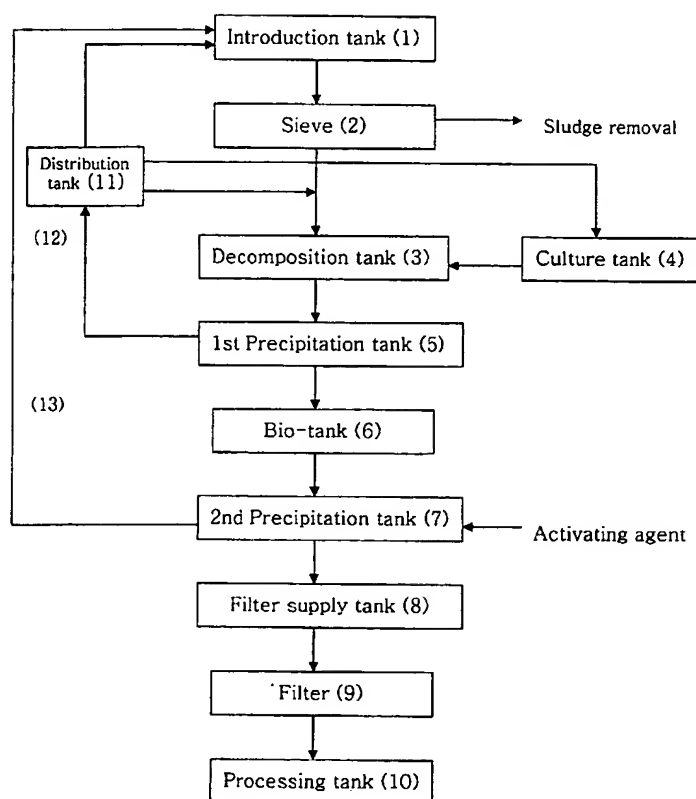 Introduction tank (1)
Sieve (2)
Sludge removal
Distribution
tank (11)
(12)
Decomposition tank (3)
Culture tank (4)
1st Precipitation tank (5)
(13)
Bio-tank (6)
2nd Precipitation tank (7)
Activating agent
Filter supply tank (8)
Filter (9)
Processing tank (10)